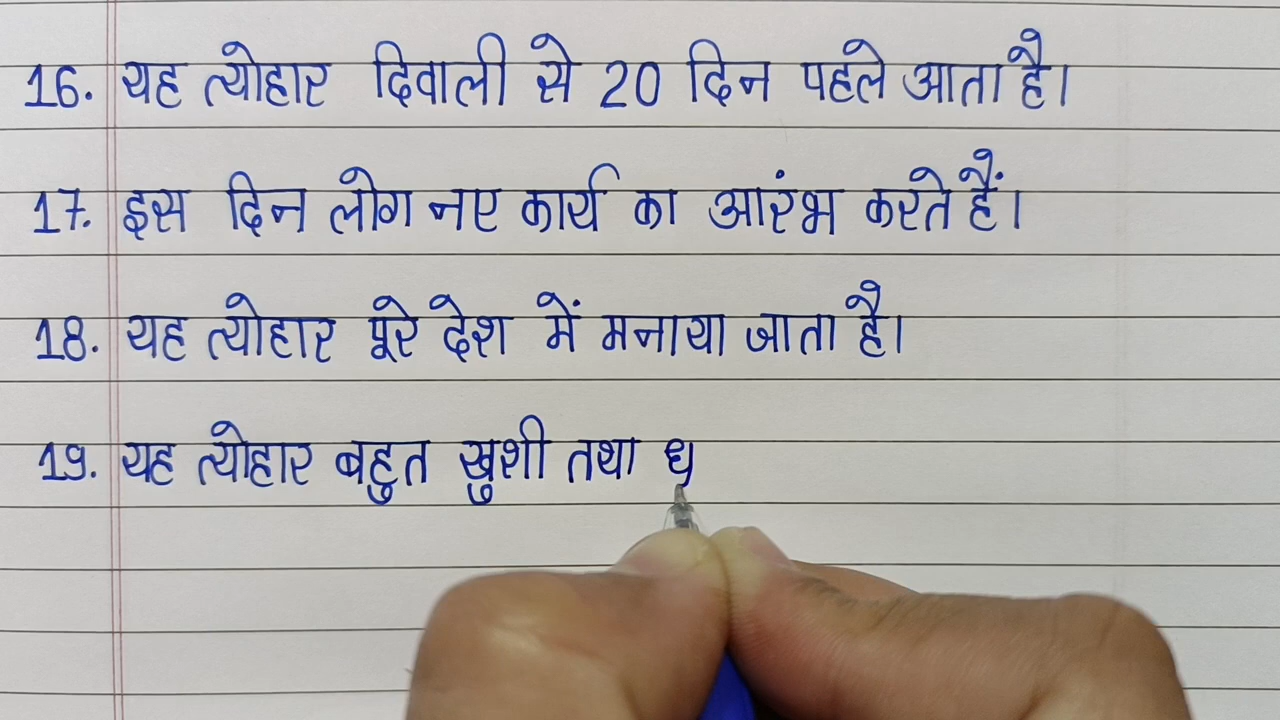 16. यह त्योहार दिवाली से 20 दिन पहले आता है।
17. इस दिन लोग नए कार्य का आरंभ करते हैं।
18. यह त्योहार पूरे देश में मनाया जाता है।
19. यह त्योहार बहुत खुशी तथा ध